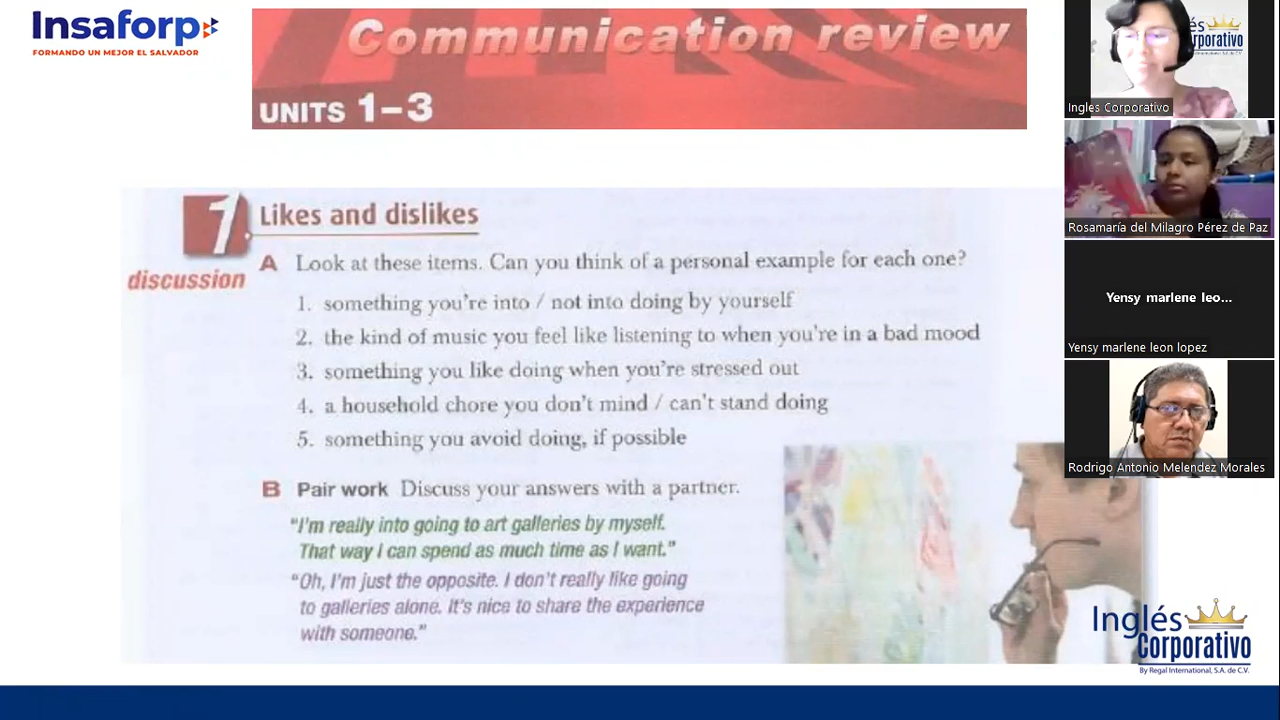 Insaforp
FORMANDO UN MEJOR EL SALVADOR
Communication review
UNITS 1–3
1 Likes and dislikes
discussion
A Look at these items. Can you think of a personal example for each one?
1. something you're into / not into doing by yourself
2. the kind of music you feel like listening to when you're in a bad mood
3. something you like doing when you're stressed out
4. a household chore you don't mind / can't stand doing
5. something you avoid doing, if possible
B Pair work Discuss your answers with a partner.
"I'm really into going to art galleries by myself.
That way I can spend as much time as I want."
"Oh, I'm just the opposite. I don't really like going
to galleries alone. It's nice to share the experience
with someone."
Ingles Corporativo
Rosamaría del Milagro Pérez de Paz
Yensy marlene leo...
Yensy marlene leon lopez
Rodrigo Antonio Melendez Morales
Inglés
Corporativo
By Regal International, S.A. de C.V.